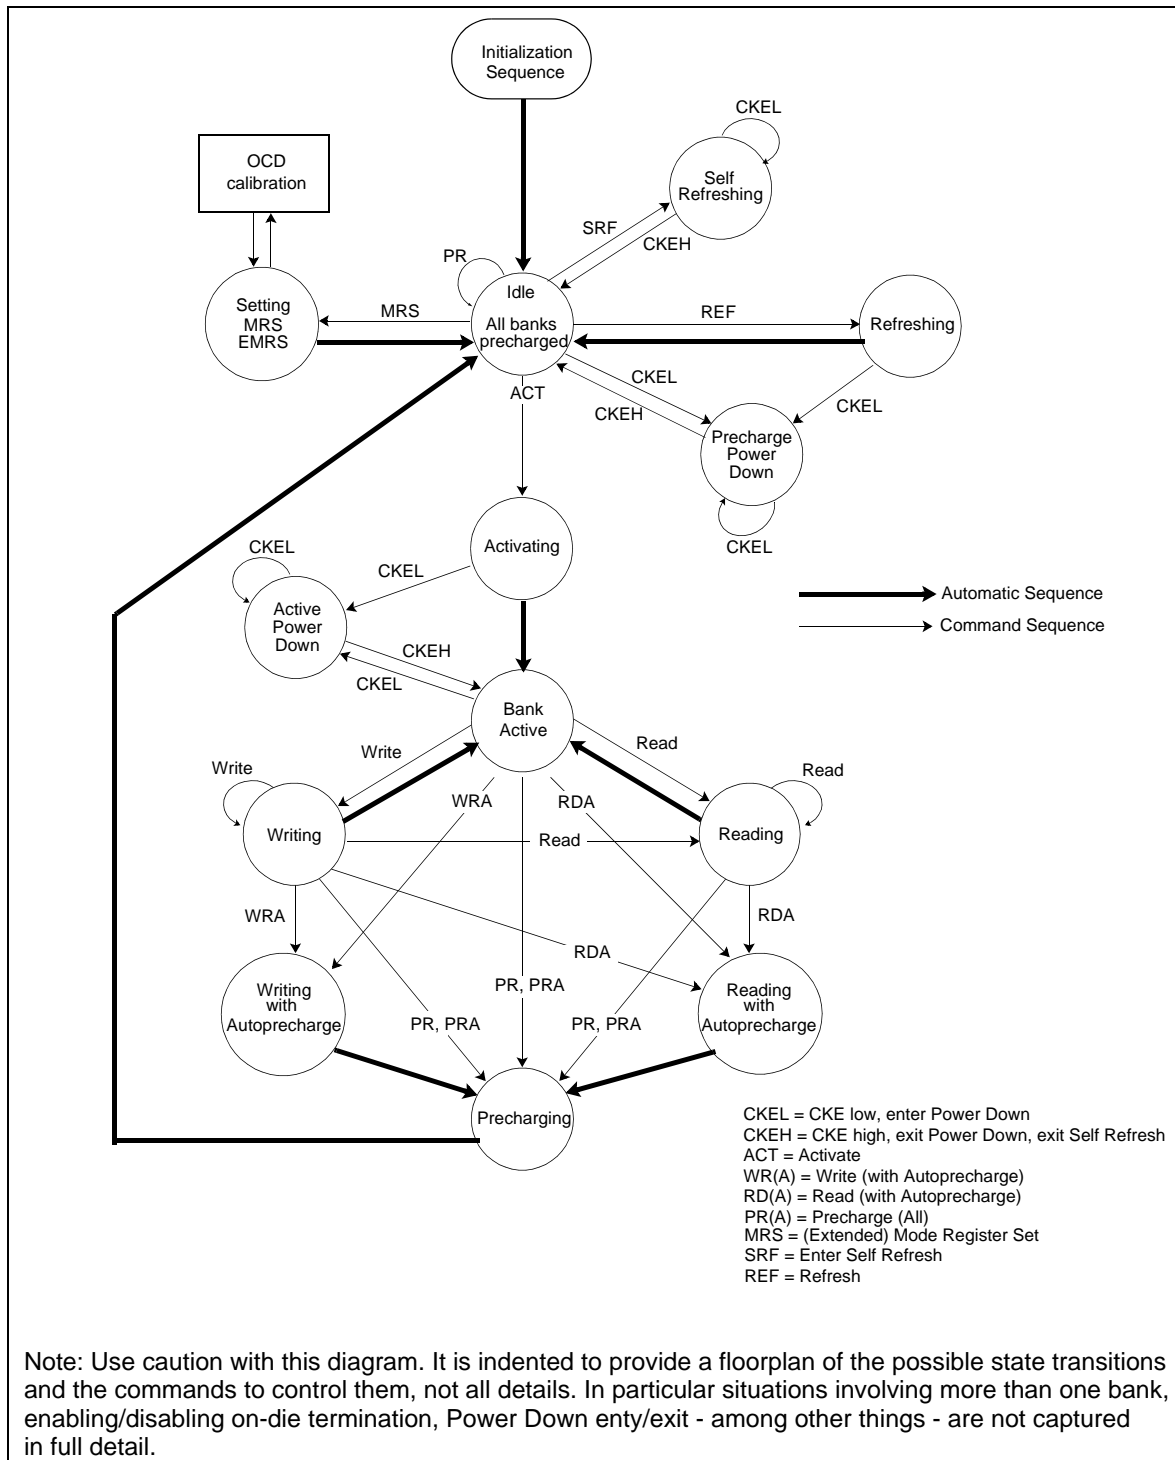 Initialization
Sequence
CKEL
OCD
calibration
Self
Refreshing
SRF
CKEH
PR
Idle
All banks
precharged
Setting
MRS
EMRS
MRS
REF
Refreshing
CKEL
CKEH
CKEL
ACT
Precharge
Power
Down
CKEL
Activating
CKEL
CKEL
Active
Power
Down
Automatic Sequence
Command Sequence
CKEH
CKEL
Bank
Active
Write
Read
Write
Read
WRA
RDA
Writing
Read
Reading
WRA
RDA
RDA
Writing
with
Autoprecharge
PR, PRA
Reading
with
Autoprecharge
PR, PRA
PR, PRA
Precharging
CKEL = CKE low, enter Power Down
CKEH = CKE high, exit Power Down, exit Self Refresh
ACT = Activate
WR(A) = Write (with Autoprecharge)
RD(A) = Read (with Autoprecharge)
PR(A) = Precharge (All)
MRS = (Extended) Mode Register Set
SRF = Enter Self Refresh
REF = Refresh
Note: Use caution with this diagram. It is indented to provide a floorplan of the possible state transitions
and the commands to control them, not all details. In particular situations involving more than one bank,
enabling/disabling on-die termination, Power Down enty/exit - among other things - are not captured
in full detail.